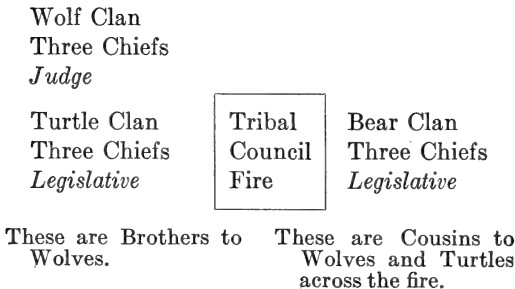 Wolf Clan
Three Chiefs
Judge
Turtle Clan
Three Chiefs
Legislative
Tribal
Council
Fire
Bear Clan
Three Chiefs
Legislative
These are Brothers to
Wolves.
These are Cousins to
Wolves and Turtles
across the fire.